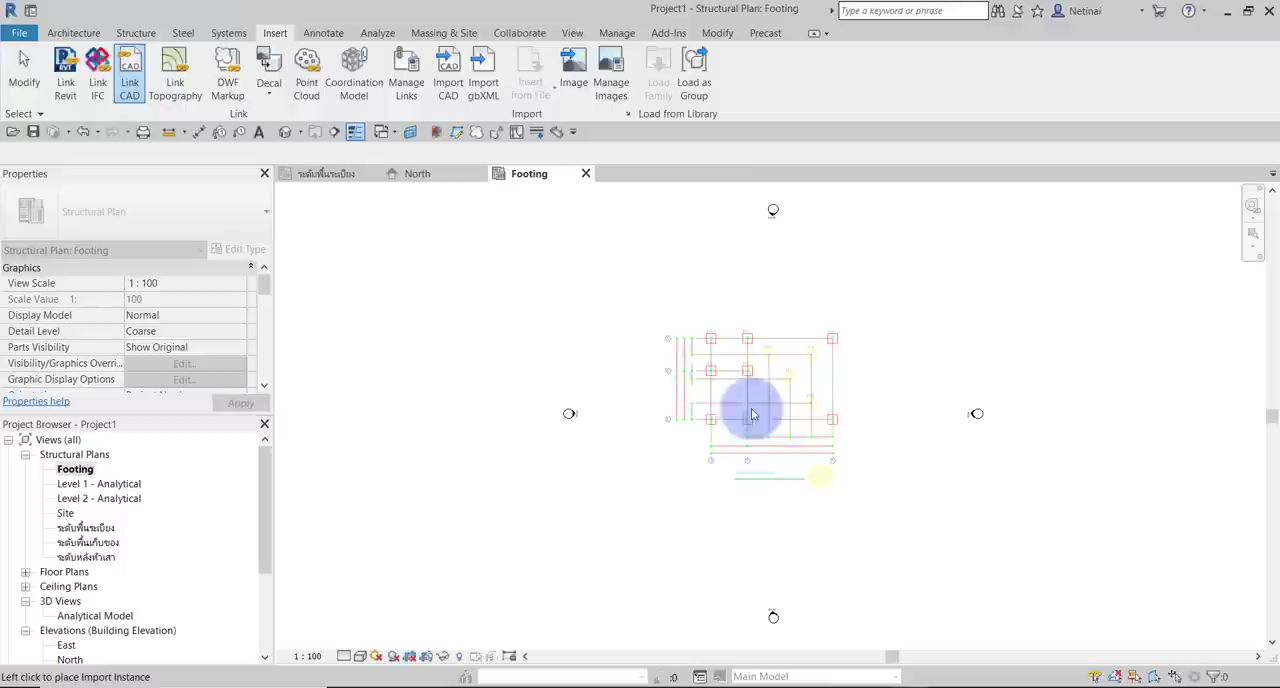 Project1 - Structural Plan: Footing
Type a keyword or phrase
Netinai
File Architecture Structure Steel Systems Insert Annotate Analyze Massing & Site Collaborate View Manage Add-Ins Modify Precast
Modify
Link Revit
Link IFC
Link CAD
Link Topography
DWF Markup
Decal
Point Cloud
Coordination Model
Manage Links
Import CAD
Import gbXML
Insert from File
Image
Manage Images
Load Family
Load as Group
Select
Link
Import
Load from Library
Properties
ระดับพื้นระเบียง
North
Footing
Structural Plan
Structural Plan: Footing
Edit Type
Graphics
View Scale 1 : 100
Scale Value 1: 100
Display Model Normal
Detail Level Coarse
Parts Visibility Show Original
Visibility/Graphics Overri... Edit...
Graphic Display Options Edit...
Properties help
Apply
Project Browser - Project1
Views (all)
Structural Plans
Footing
Level 1 - Analytical
Level 2 - Analytical
Site
ระดับพื้นระเบียง
ระดับพื้นเก็บของ
ระดับหลังหัวเสา
Floor Plans
Ceiling Plans
3D Views
Analytical Model
Elevations (Building Elevation)
East
North
1 : 100
Left click to place Import Instance
:0
Main Model
:0